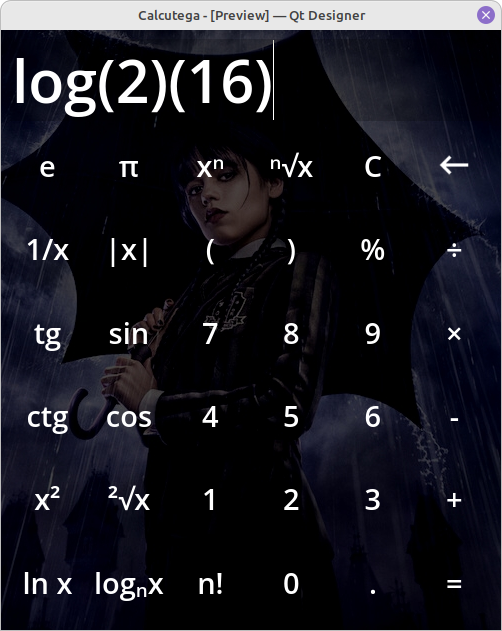 Calcutega - [Preview] — Qt Designer
log(2)(16)
e π xⁿ ⁿ√x C ←
1/x |x| ( ) % ÷
tg sin 7 8 9 ×
ctg cos 4 5 6 -
x² ²√x 1 2 3 +
ln x logₙx n! 0 . =